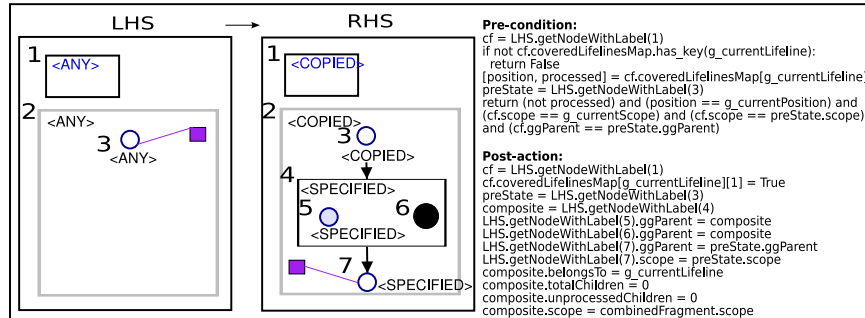 LHS
1
<ANY>
2
<ANY>
3
<ANY>
RHS
1
<COPIED>
2
<COPIED>
3
<COPIED>
4
<SPECIFIED>
5
6
<SPECIFIED>
7
<SPECIFIED>
Pre-condition:
cf = LHS.getNodeWithLabel(1)
if not cf.coveredLifelinesMap.has_key(g_currentLifeline):
return False
[position, processed] = cf.coveredLifelinesMap[g_currentLifeline]
preState = LHS.getNodeWithLabel(3)
return (not processed) and (position == g_currentPosition) and
(cf.scope == g_currentScope) and (cf.scope == preState.scope)
and (cf.ggParent == preState.ggParent)
Post-action:
cf = LHS.getNodeWithLabel(1)
cf.coveredLifelinesMap[g_currentLifeline][1] = True
preState = LHS.getNodeWithLabel(3)
composite = LHS.getNodeWithLabel(4)
LHS.getNodeWithLabel(5).ggParent = composite
LHS.getNodeWithLabel(6).ggParent = composite
LHS.getNodeWithLabel(7).ggParent = preState.ggParent
LHS.getNodeWithLabel(7).scope = preState.scope
composite.belongsTo = g_currentLifeline
composite.totalChildren = 0
composite.unprocessedChildren = 0
composite.scope = combinedFragment.scope